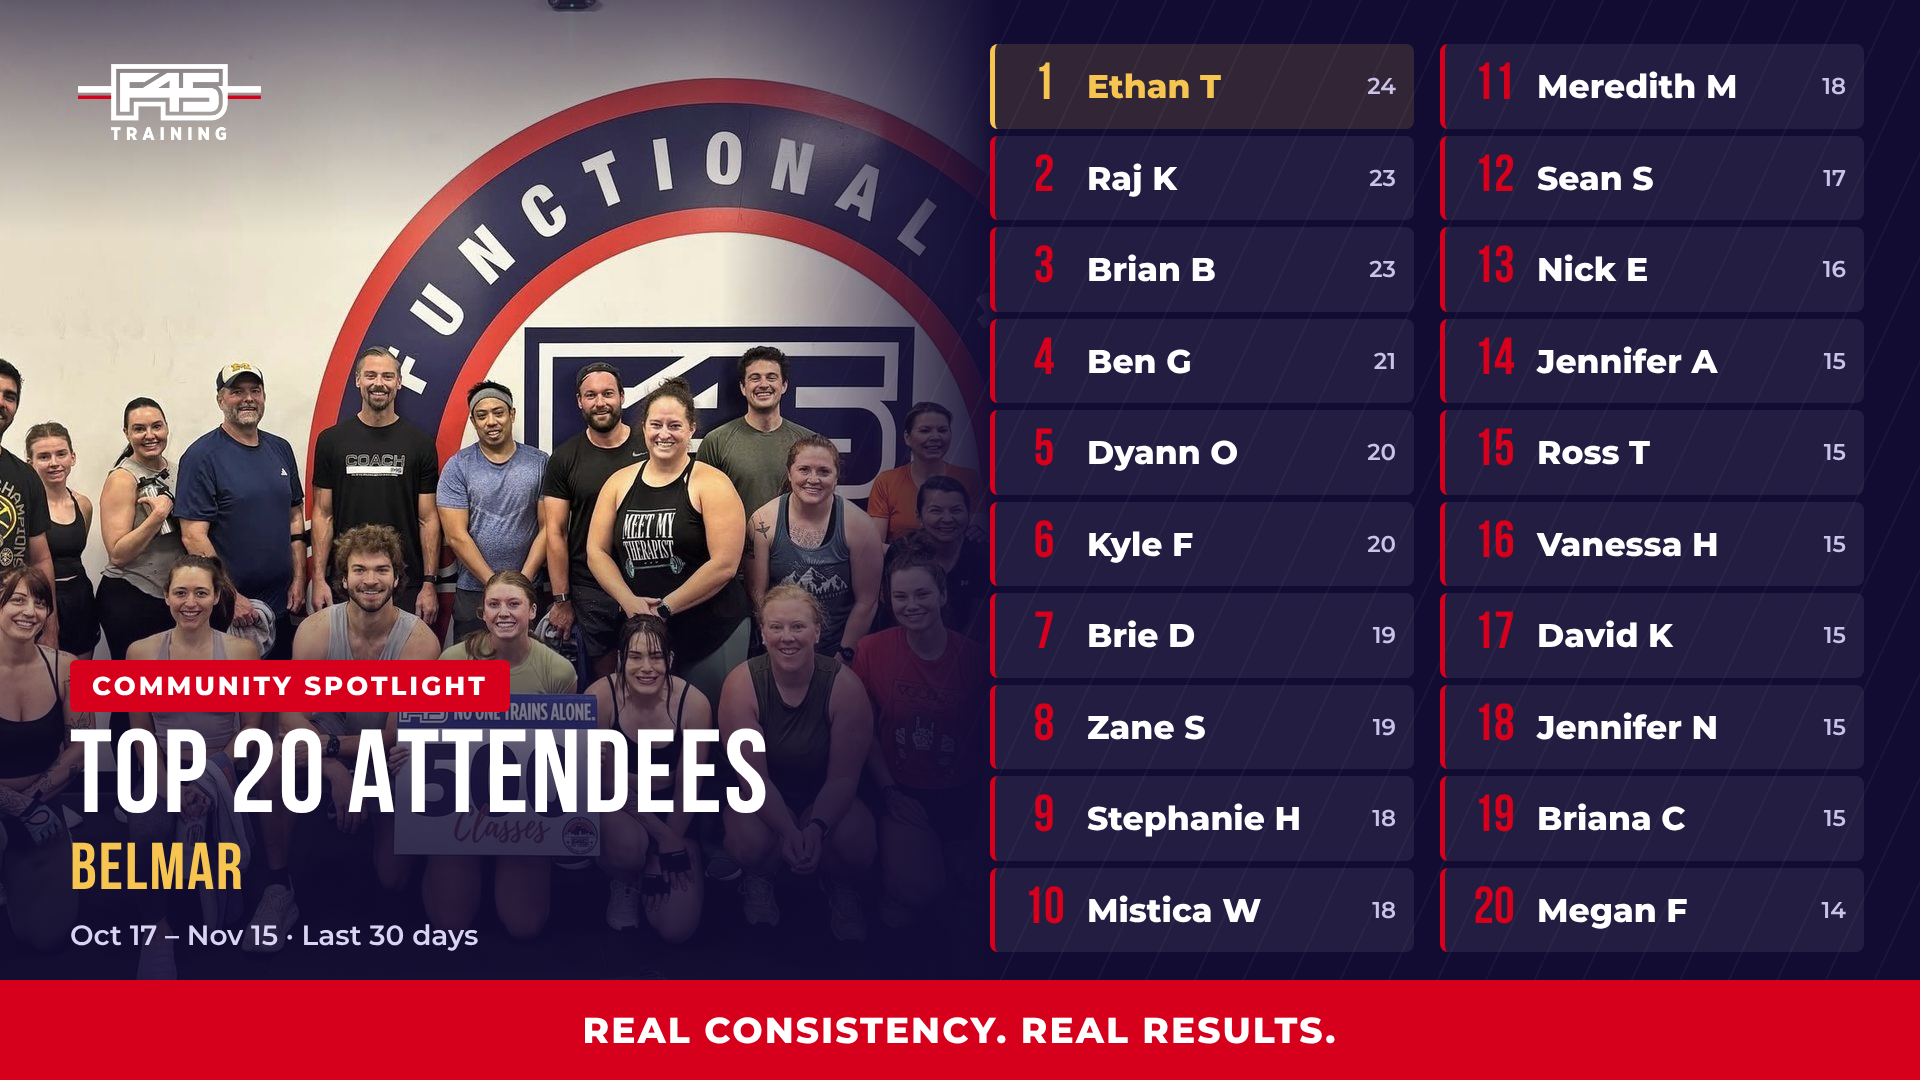 F45
TRAINING
FUNCTIONAL
F45
COACH
MEET MY
THERAPIST
CHAMPIONS
COMMUNITY SPOTLIGHT
F45 NO ONE TRAINS ALONE.
500
Classes
TOP 20 ATTENDEES
BELMAR
Oct 17 – Nov 15 · Last 30 days
1 Ethan T 24
2 Raj K 23
3 Brian B 23
4 Ben G 21
5 Dyann O 20
6 Kyle F 20
7 Brie D 19
8 Zane S 19
9 Stephanie H 18
10 Mistica W 18
11 Meredith M 18
12 Sean S 17
13 Nick E 16
14 Jennifer A 15
15 Ross T 15
16 Vanessa H 15
17 David K 15
18 Jennifer N 15
19 Briana C 15
20 Megan F 14
REAL CONSISTENCY. REAL RESULTS.